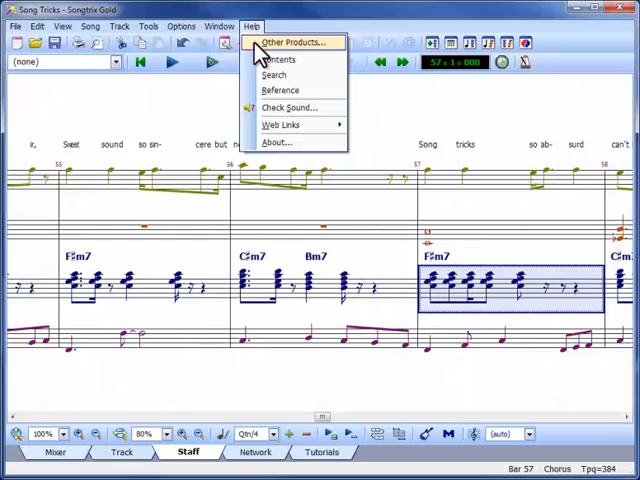 Song Tricks - Songtrix Gold
File Edit View Song Track Tools Options Window Help
(none)
57 x 1 x 000
Other Products...
Contents
Search
Reference
Check Sound...
Web Links
About...
ir, Sweet sound so sin- cere but n
Song tricks so ab- surd can't
55 56 57 58
F#m7 C#m7 Bm7 F#m7 C#m
100% 80% Qtn/4 (auto)
Mixer Track Staff Network Tutorials
Bar 57 Chorus Tpq=384